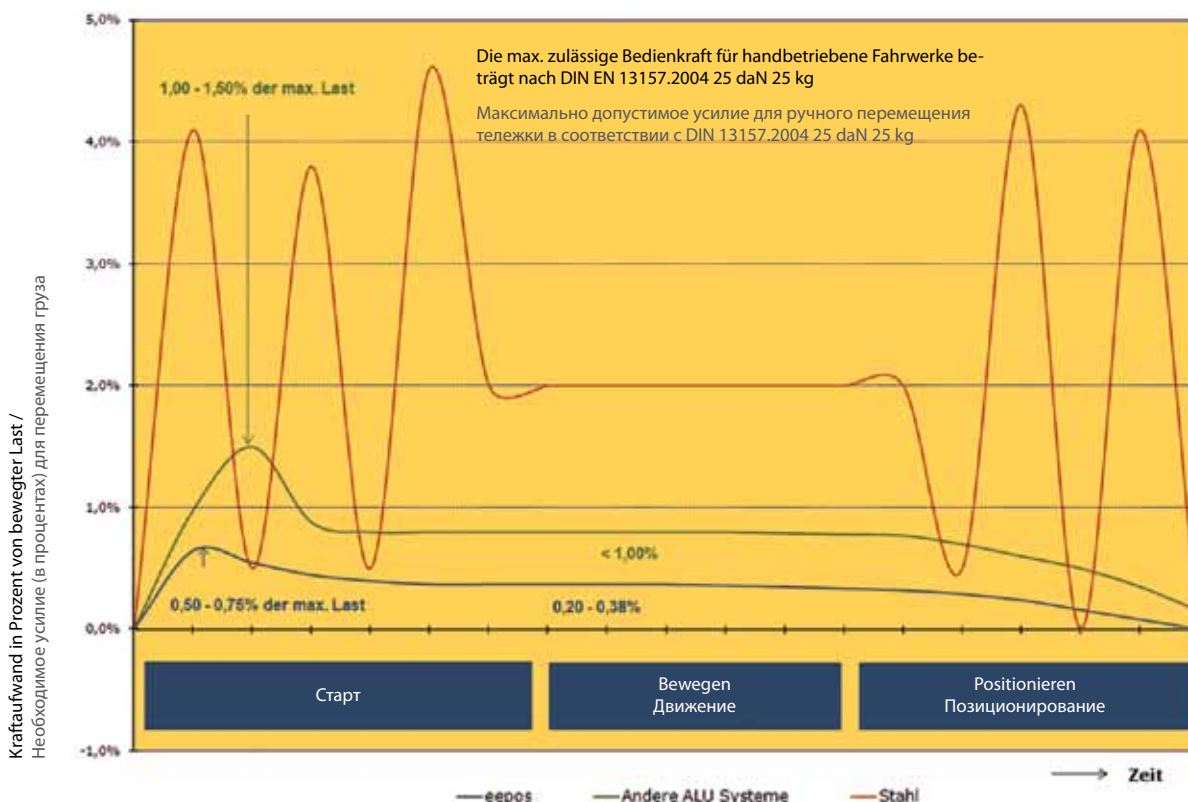 5,0%
Die max. zulässige Bedienkraft für handbetriebene Fahrwerke be-
trägt nach DIN EN 13157.2004 25 daN 25 kg
1,00 - 1,50% der max. Last
Максимально допустимое усилие для ручного перемещения
тележки в соответствии с DIN 13157.2004 25 daN 25 kg
4,0%
3,0%
2,0%
1,0%
< 1,00%
0,50 - 0,75% der max. Last
0,20 - 0,38%
0,0%
Старт
Bewegen
Движение
Positionieren
Позиционирование
-1,0%
Kraftaufwand in Prozent von bewegter Last /
Необходимое усилие (в процентах) для перемещения груза
Zeit
eepos
Andere ALU Systeme
Stahl